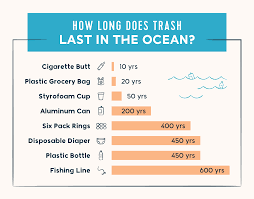 HOW LONG DOES TRASH
LAST IN THE OCEAN?
Cigarette Butt 10 yrs
Plastic Grocery Bag 20 yrs
Styrofoam Cup 50 yrs
Aluminum Can 200 yrs
Six Pack Rings 400 yrs
Disposable Diaper 450 yrs
Plastic Bottle 450 yrs
Fishing Line 600 yrs